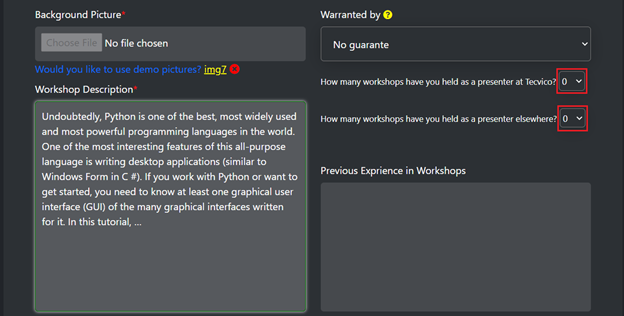 Background Picture*
Choose File No file chosen
Would you like to use demo pictures? img7
Workshop Description*
Undoubtedly, Python is one of the best, most widely used
and most powerful programming languages in the world.
One of the most interesting features of this all-purpose
language is writing desktop applications (similar to
Windows Form in C #). If you work with Python or want to
get started, you need to know at least one graphical user
interface (GUI) of the many graphical interfaces written
for it. In this tutorial, ...
Warranted by ?
No guarante
How many workshops have you held as a presenter at Tecvico? 0
How many workshops have you held as a presenter elsewhere? 0
Previous Exprience in Workshops